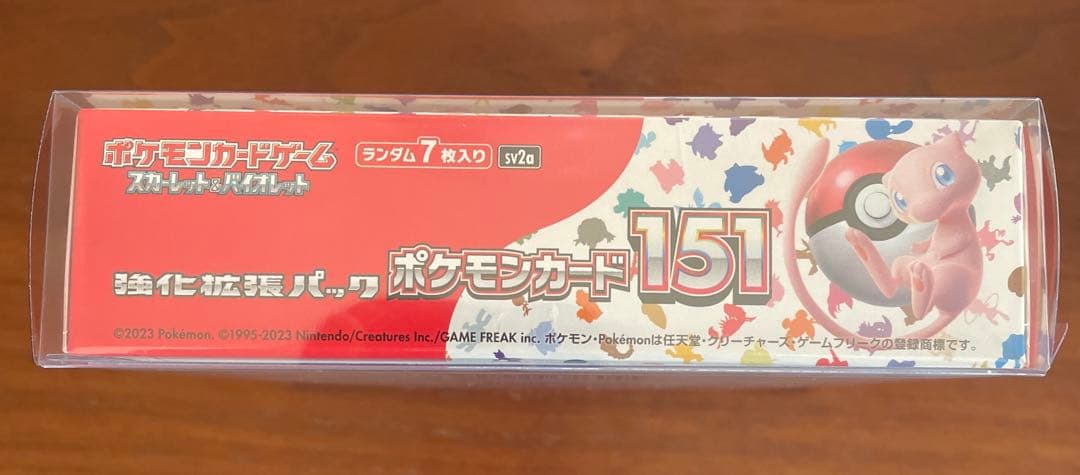 ポケモンカードゲーム
スカーレット&バイオレット
ランダム7枚入り
SV2a
強化拡張パック
ポケモンカード151
©2023 Pokémon. ©1995-2023 Nintendo/Creatures Inc./GAME FREAK inc. ポケモン・Pokémonは任天堂・クリーチャーズ・ゲームフリークの登録商標です。